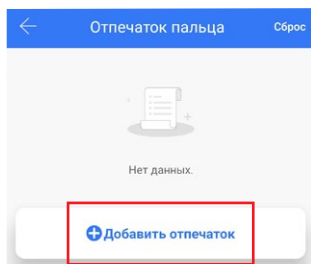 Отпечаток пальца Сброс
Нет данных.
Добавить отпечаток